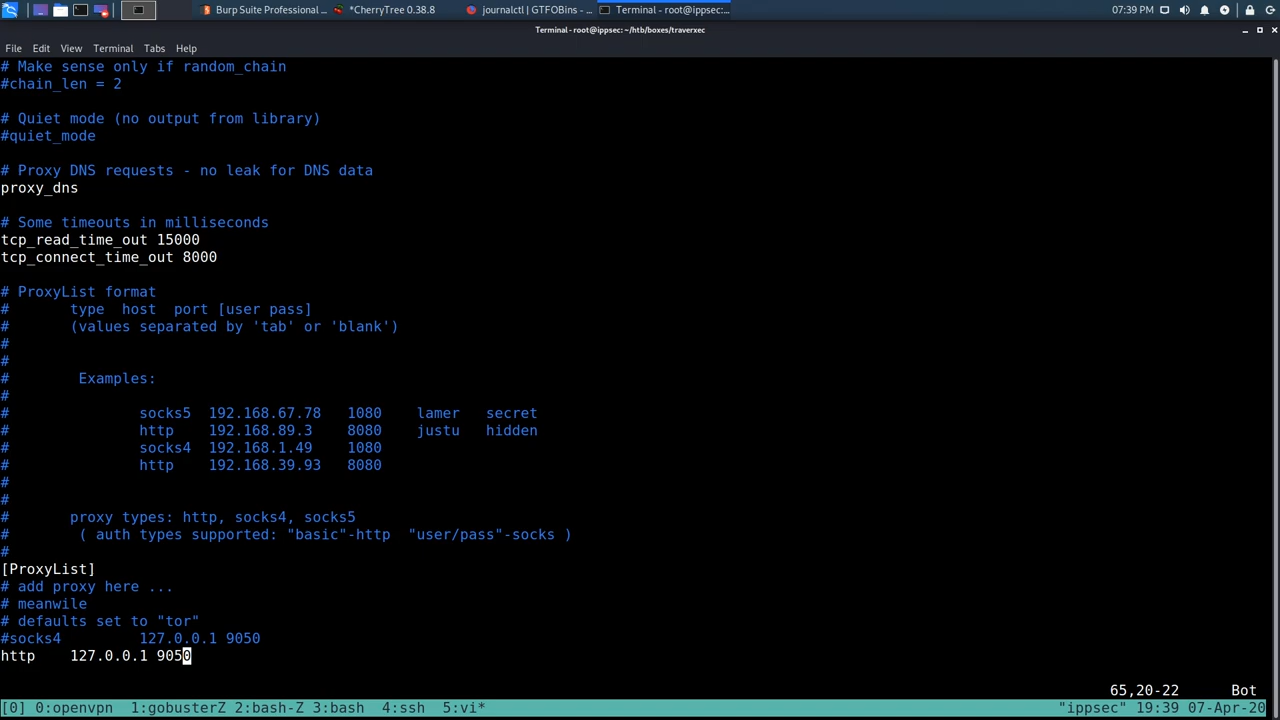 Burp Suite Professional ... *CherryTree 0.38.8 journalctl | GTFOBins - ... Terminal - root@ippsec:... 07:39 PM
Terminal - root@ippsec: ~/htb/boxes/traverxec
File Edit View Terminal Tabs Help
# Make sense only if random_chain
#chain_len = 2
# Quiet mode (no output from library)
#quiet_mode
# Proxy DNS requests - no leak for DNS data
proxy_dns
# Some timeouts in milliseconds
tcp_read_time_out 15000
tcp_connect_time_out 8000
# ProxyList format
#       type  host  port [user pass]
#       (values separated by 'tab' or 'blank')
#
#
#        Examples:
#
#               socks5  192.168.67.78   1080    lamer   secret
#               http    192.168.89.3    8080    justu   hidden
#               socks4  192.168.1.49    1080
#               http    192.168.39.93   8080
#
#
#       proxy types: http, socks4, socks5
#        ( auth types supported: "basic"-http  "user/pass"-socks )
#
[ProxyList]
# add proxy here ...
# meanwile
# defaults set to "tor"
#socks4         127.0.0.1 9050
http    127.0.0.1 9050
65,20-22      Bot
[0] 0:openvpn  1:gobusterZ 2:bash-Z 3:bash  4:ssh  5:vi* "ippsec" 19:39 07-Apr-20